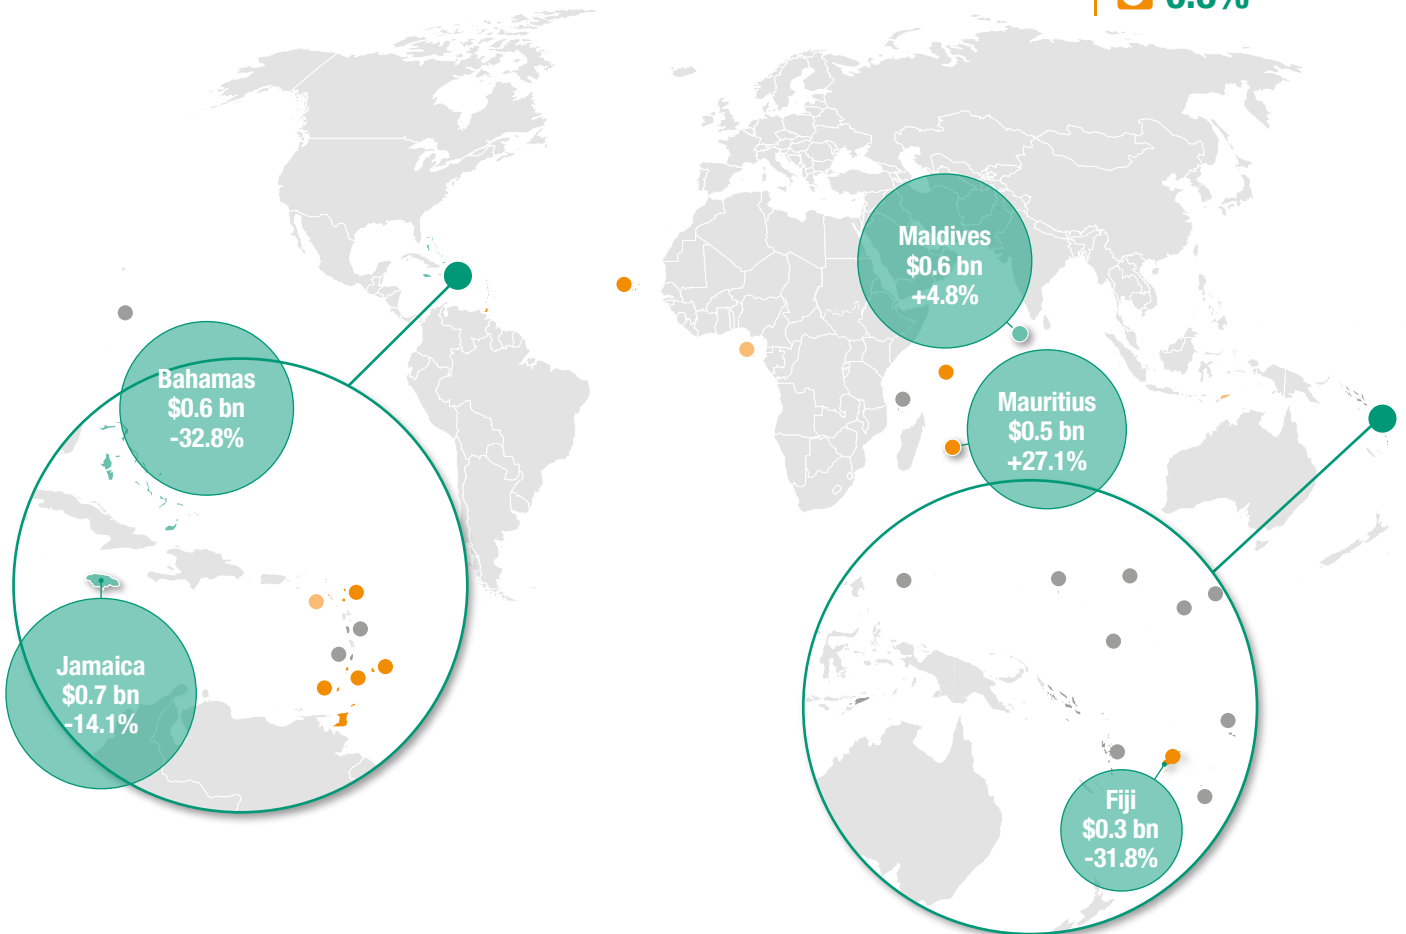 Maldives
$0.6 bn
+4.8%
Bahamas
$0.6 bn
-32.8%
Mauritius
$0.5 bn
+27.1%
Jamaica
$0.7 bn
-14.1%
Fiji
$0.3 bn
-31.8%